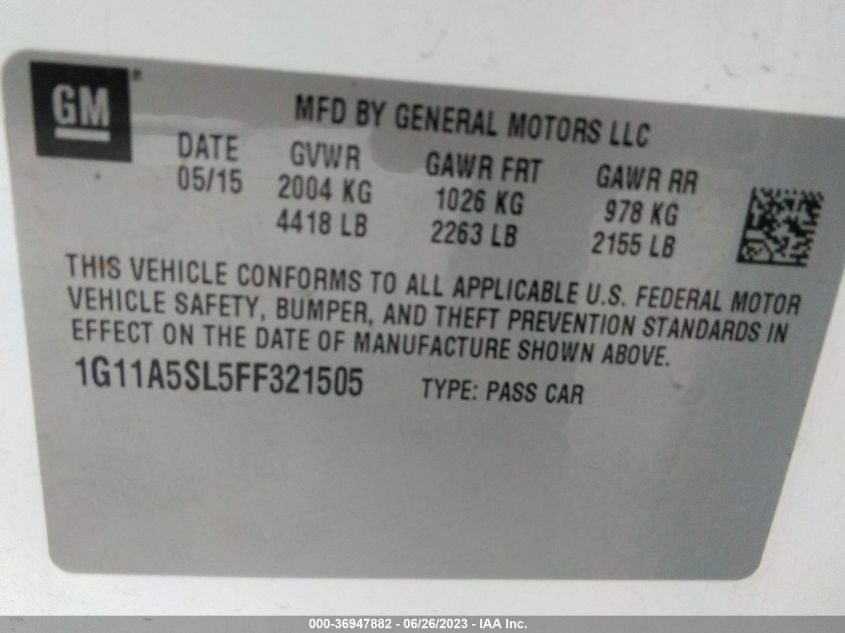 GM
MFD BY GENERAL MOTORS LLC
DATE GVWR GAWR FRT GAWR RR
05/15 2004 KG 1026 KG 978 KG
4418 LB 2263 LB 2155 LB
THIS VEHICLE CONFORMS TO ALL APPLICABLE U.S. FEDERAL MOTOR
VEHICLE SAFETY, BUMPER, AND THEFT PREVENTION STANDARDS IN
EFFECT ON THE DATE OF MANUFACTURE SHOWN ABOVE.
1G11A5SL5FF321505 TYPE: PASS CAR
000-36947882 / 06/26/2023 - IAA Inc.